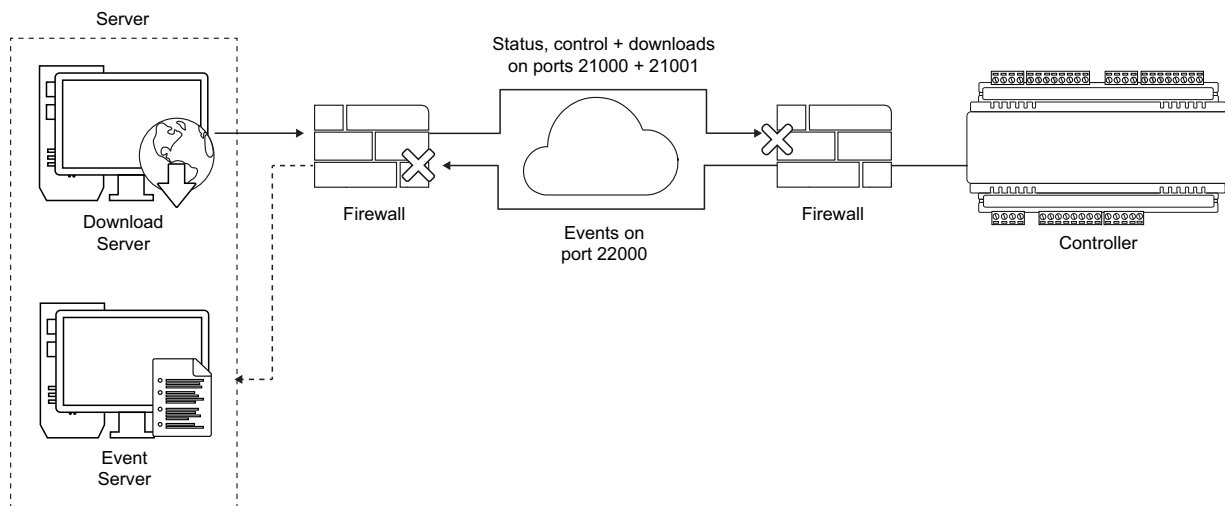 Server
Status, control + downloads
on ports 21000 + 21001
Download
Server
Firewall
Events on
port 22000
Firewall
Controller
Event
Server